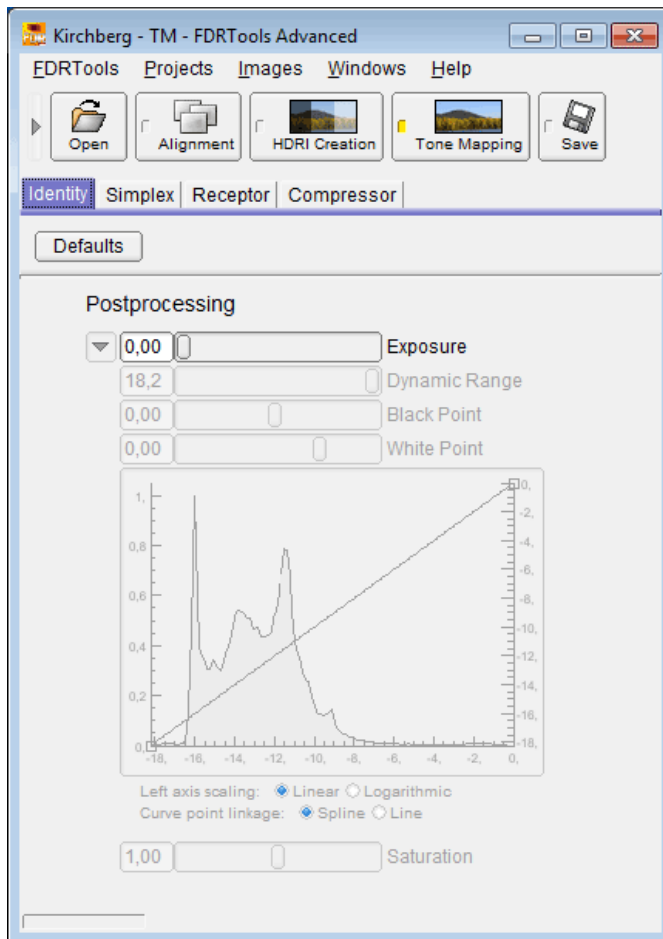 Kirchberg - TM - FDRTools Advanced
FDRTools Projects Images Windows Help
Open Alignment HDRI Creation Tone Mapping Save
Identity Simplex Receptor Compressor
Defaults
Postprocessing
0,00 Exposure
18,2 Dynamic Range
0,00 Black Point
0,00 White Point
1, 0,
-2,
0,8 -4,
-6,
0,6 -8,
0,4 -10,
-12,
0,2 -14,
-16,
0, -18,
-18, -16, -14, -12, -10, -8, -6, -4, -2, 0,
Left axis scaling: Linear Logarithmic
Curve point linkage: Spline Line
1,00 Saturation